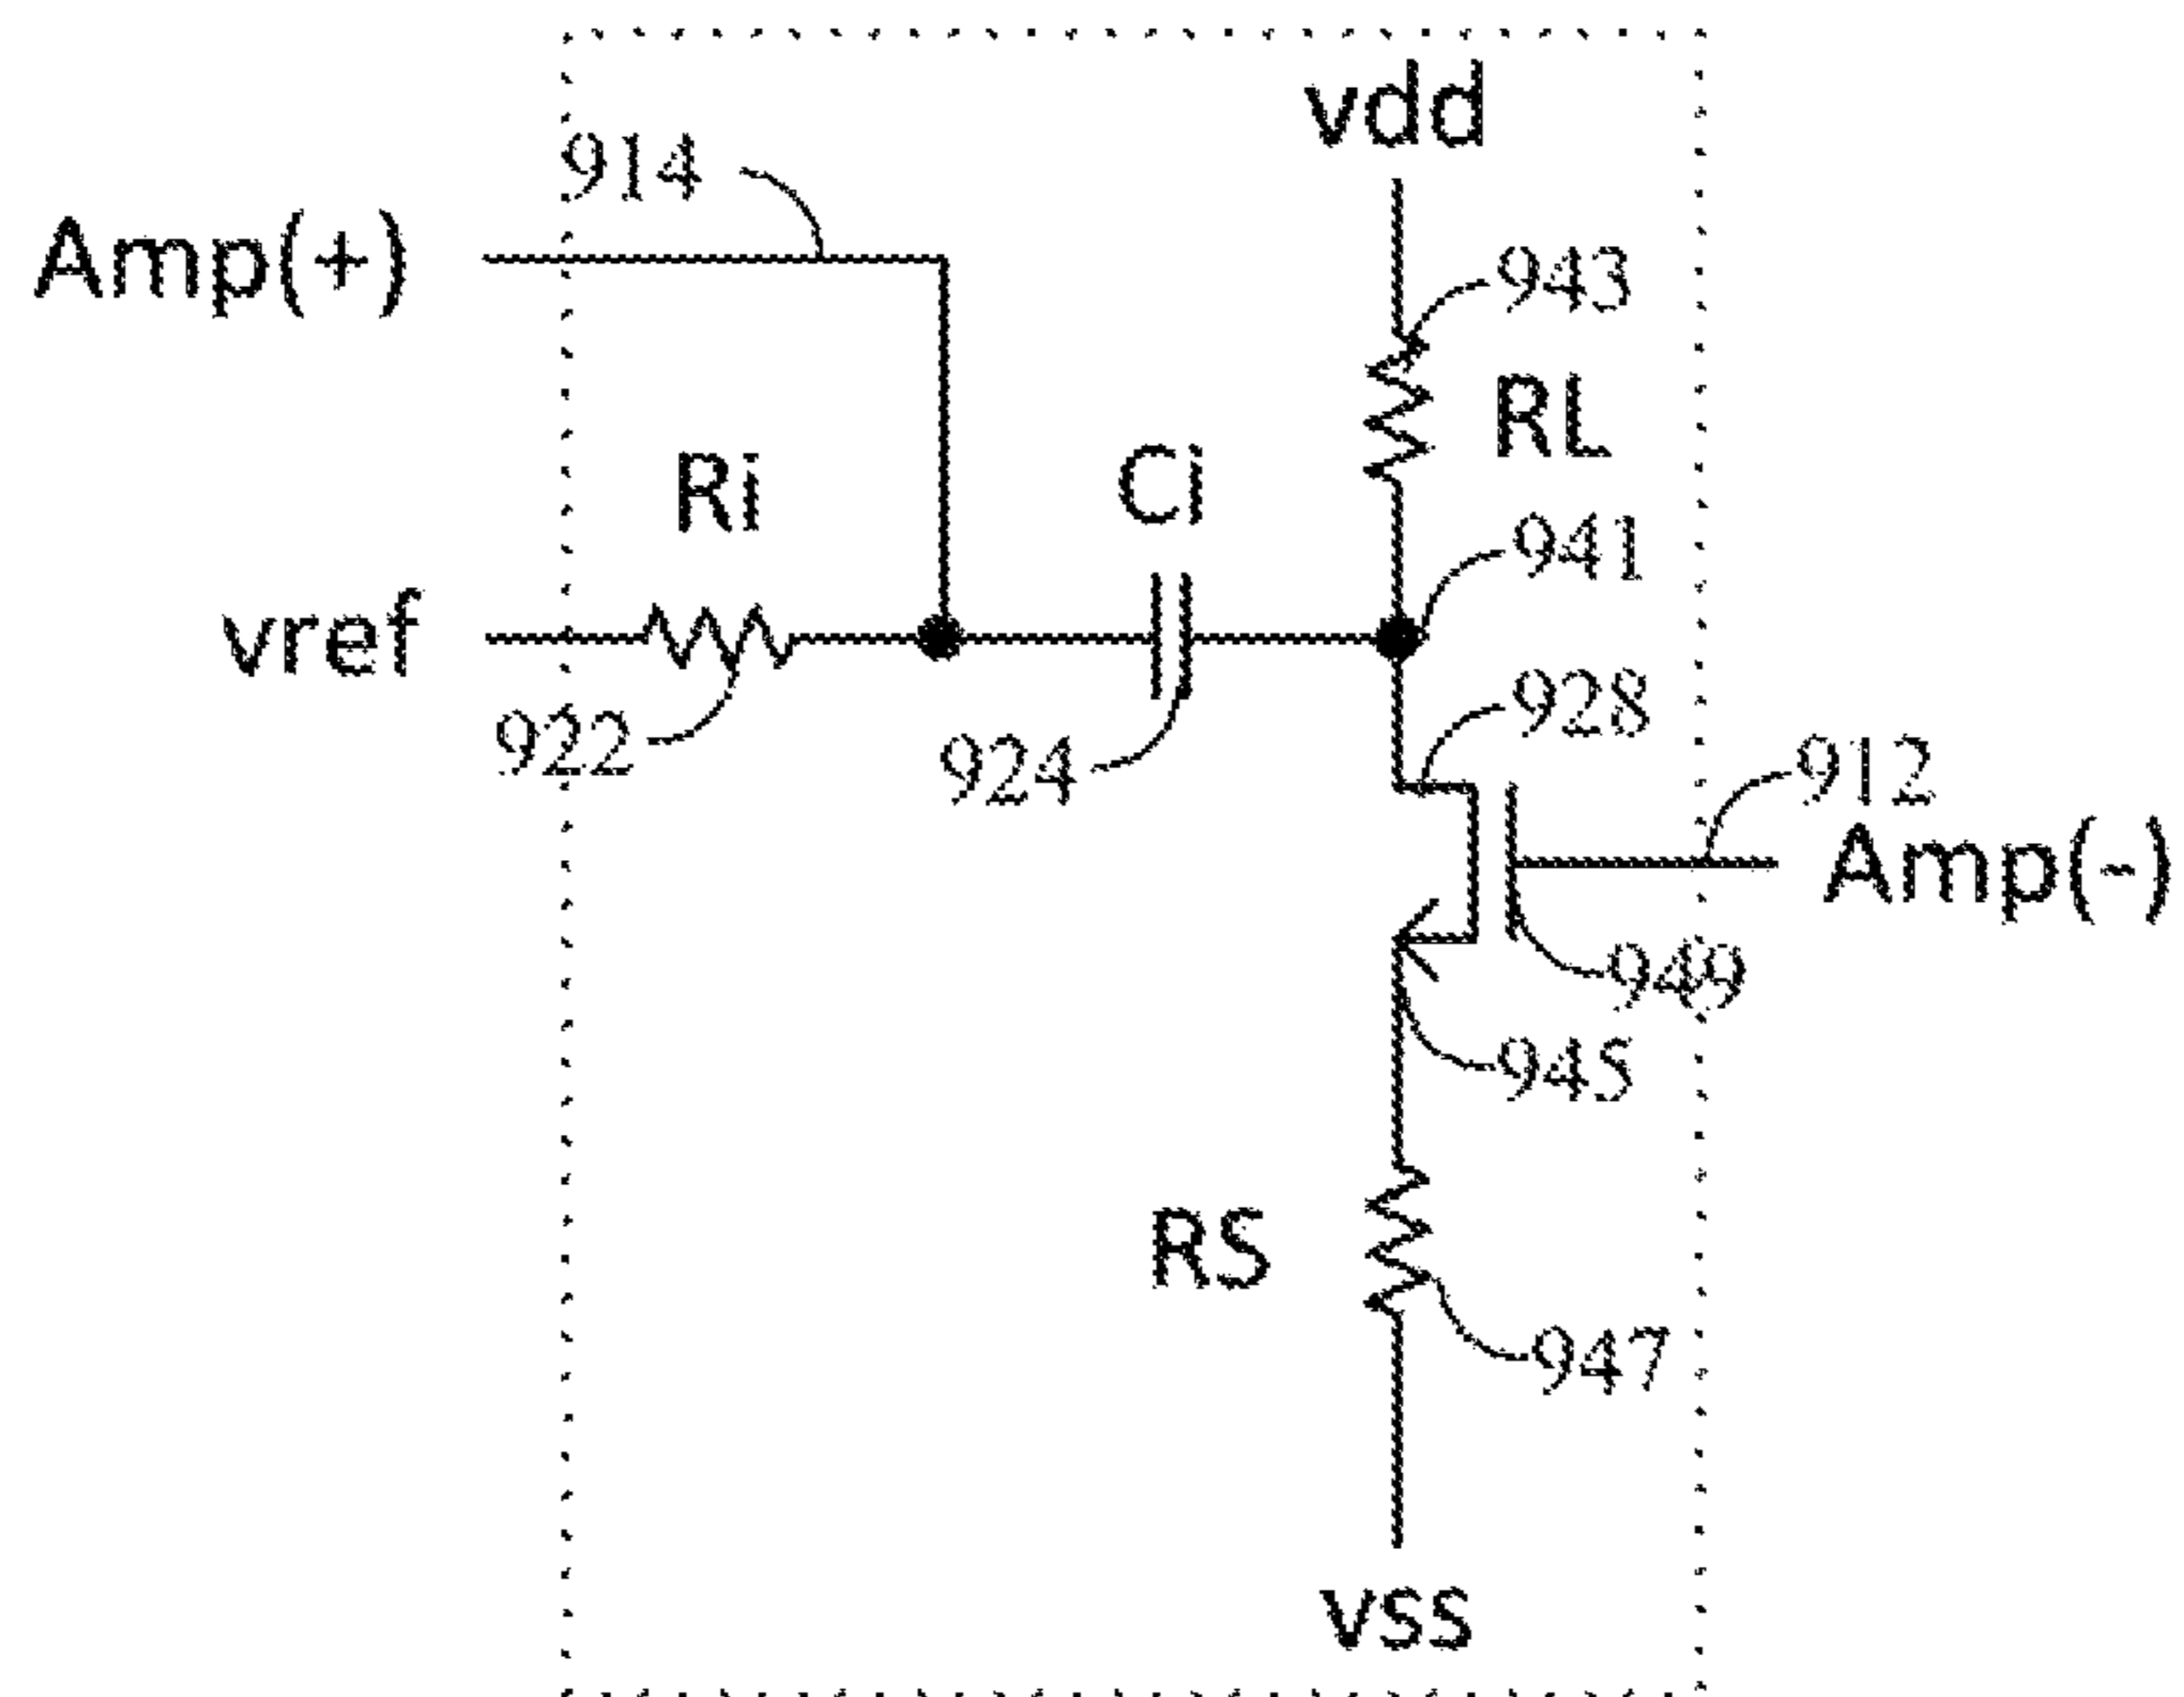 vdd
914
Amp(+)
943
RL
Ri
Ci
941
vref
928
922
924
912
Amp(-)
949
945
RS
947
vss